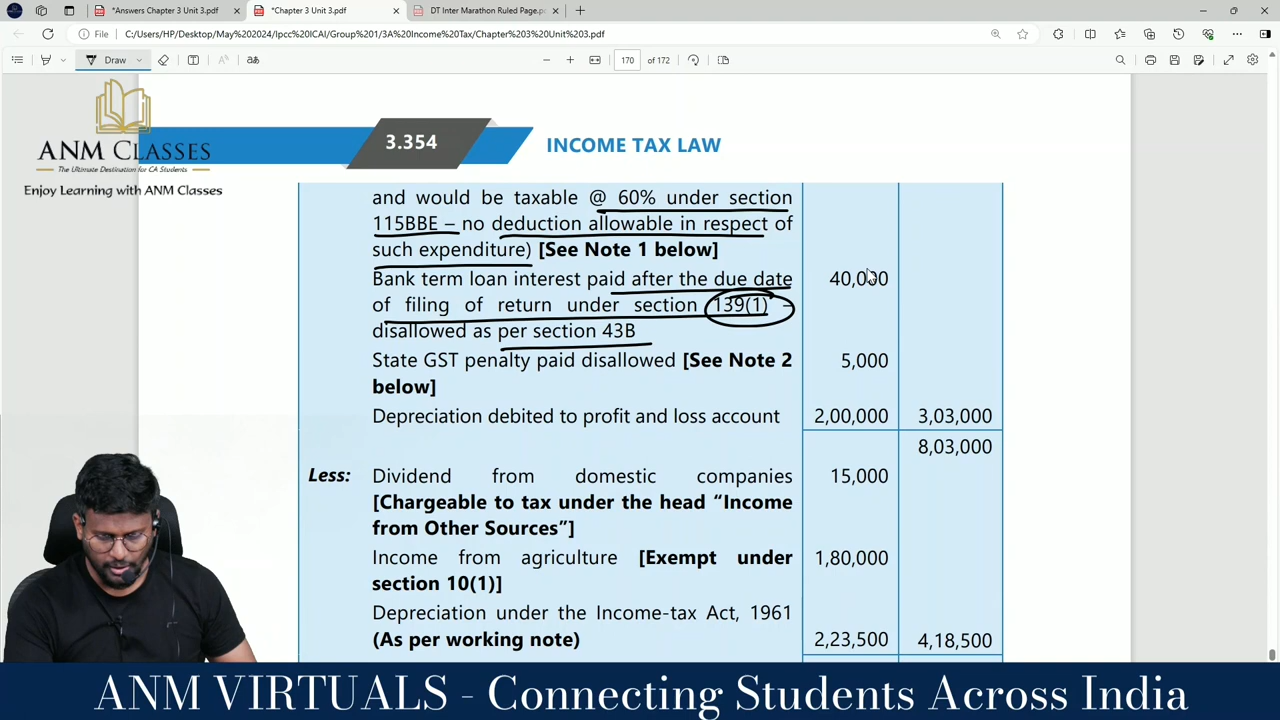 *Answers Chapter 3 Unit 3.pdf
*Chapter 3 Unit 3.pdf
DT Inter Marathon Ruled Page.p
File
C:/Users/HP/Desktop/May%202024/Ipcc%20ICAI/Group%201/3A%20Income%20Tax/Chapter%203%20Unit%203.pdf
Draw
170 of 172
ANM CLASSES
The Ultimate Destination for CA Students
Enjoy Learning with ANM Classes
3.354
INCOME TAX LAW
and would be taxable @ 60% under section
115BBE – no deduction allowable in respect of
such expenditure) [See Note 1 below]
Bank term loan interest paid after the due date 40,000
of filing of return under section 139(1) –
disallowed as per section 43B
State GST penalty paid disallowed [See Note 2 5,000
below]
Depreciation debited to profit and loss account 2,00,000 3,03,000
8,03,000
Less: Dividend from domestic companies 15,000
[Chargeable to tax under the head “Income
from Other Sources”]
Income from agriculture [Exempt under 1,80,000
section 10(1)]
Depreciation under the Income-tax Act, 1961
(As per working note) 2,23,500 4,18,500
ANM VIRTUALS - Connecting Students Across India